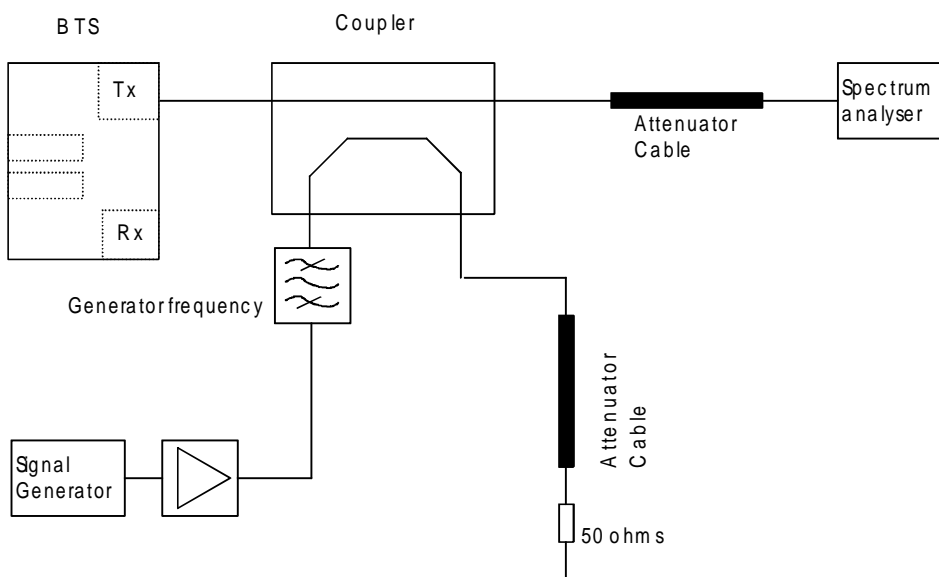 BTS
Coupler
Tx
Spectrum
analyser
Attenuator
Cable
Rx
Generator frequency
Attenuator
Cable
Signal
Generator
50 ohms